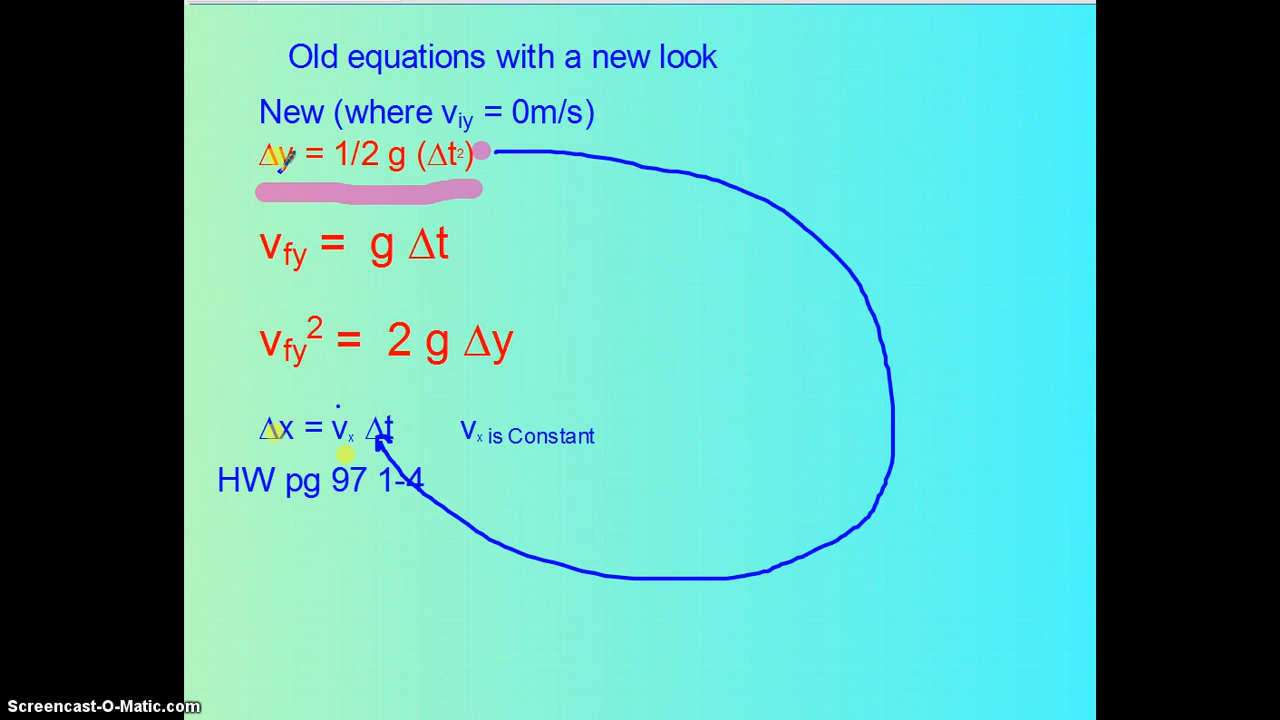 Old equations with a new look
New (where viy = 0m/s)
Δy = 1/2 g (Δt²)
vfy = g Δt
vfy² = 2 g Δy
Δx = vx Δt vx is Constant
HW pg 97 1-4
Screencast-O-Matic.com